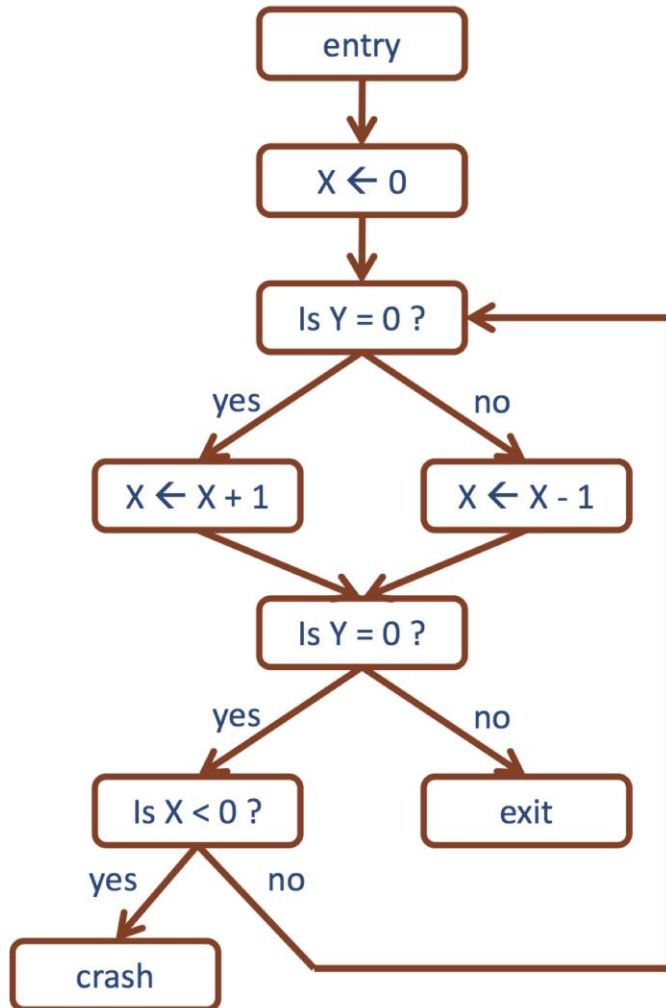 entry
X ← 0
Is Y = 0 ?
yes
no
X ← X + 1
X ← X - 1
Is Y = 0 ?
yes
no
Is X < 0 ?
exit
yes
no
crash